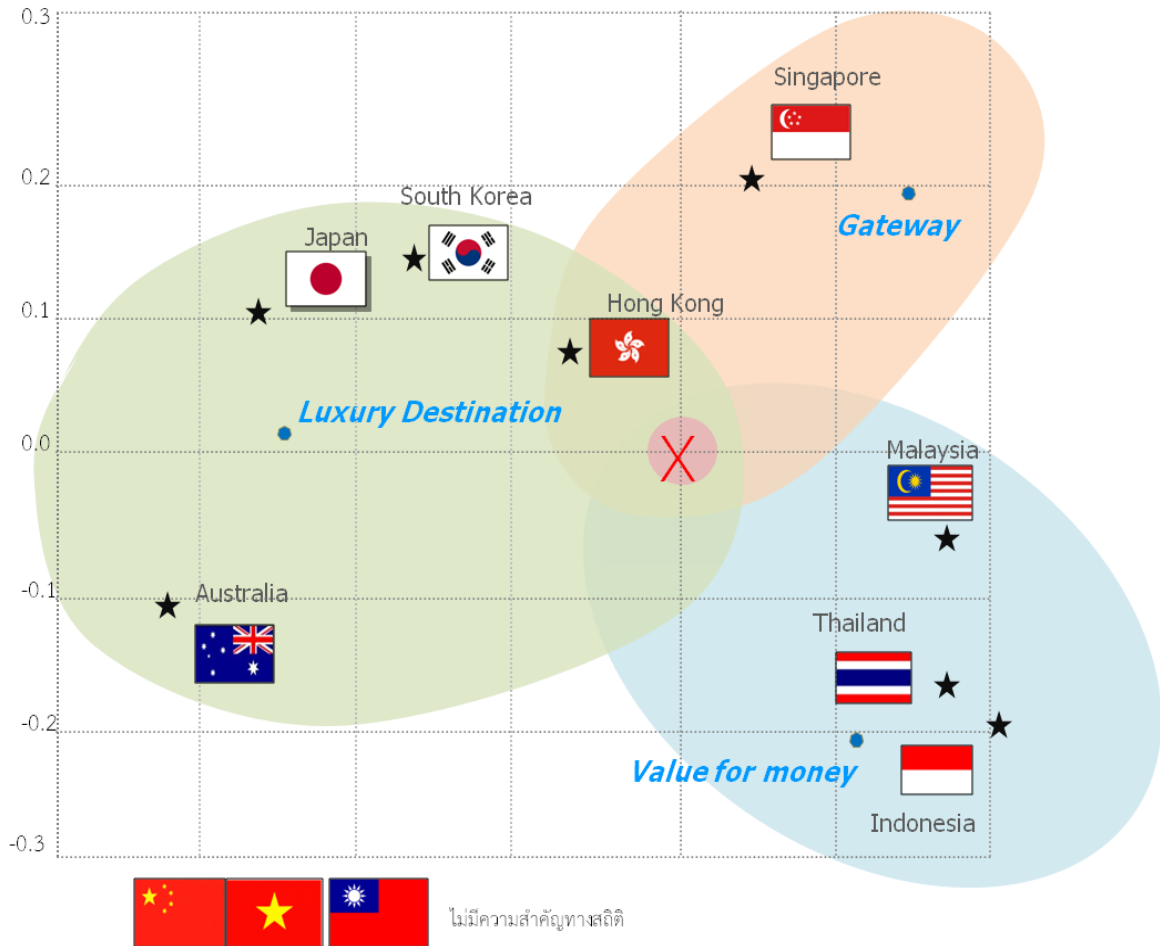 0.3
Singapore
0.2
South Korea
Gateway
Japan
0.1
Hong Kong
Luxury Destination
0.0
Malaysia
X
-0.1
Australia
Thailand
-0.2
Value for money
Indonesia
-0.3
ไม่มีความสำคัญทางสถิติ